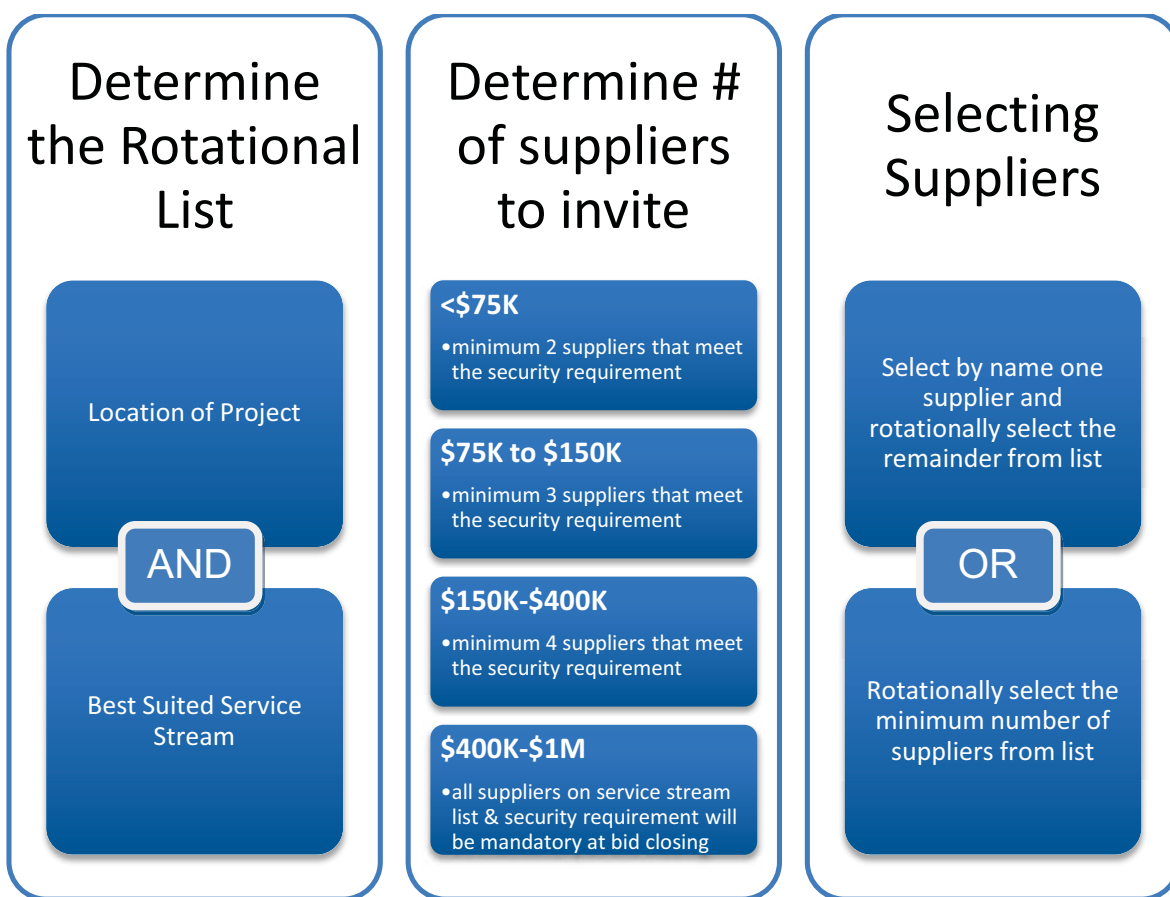 Determine
the Rotational
List
Location of Project
AND
Best Suited Service
Stream
Determine #
of suppliers
to invite
<$75K
•minimum 2 suppliers that meet
the security requirement
$75K to $150K
•minimum 3 suppliers that meet
the security requirement
$150K-$400K
•minimum 4 suppliers that meet
the security requirement
$400K-$1M
•all suppliers on service stream
list & security requirement will
be mandatory at bid closing
Selecting
Suppliers
Select by name one
supplier and
rotationally select the
remainder from list
OR
Rotationally select the
minimum number of
suppliers from list